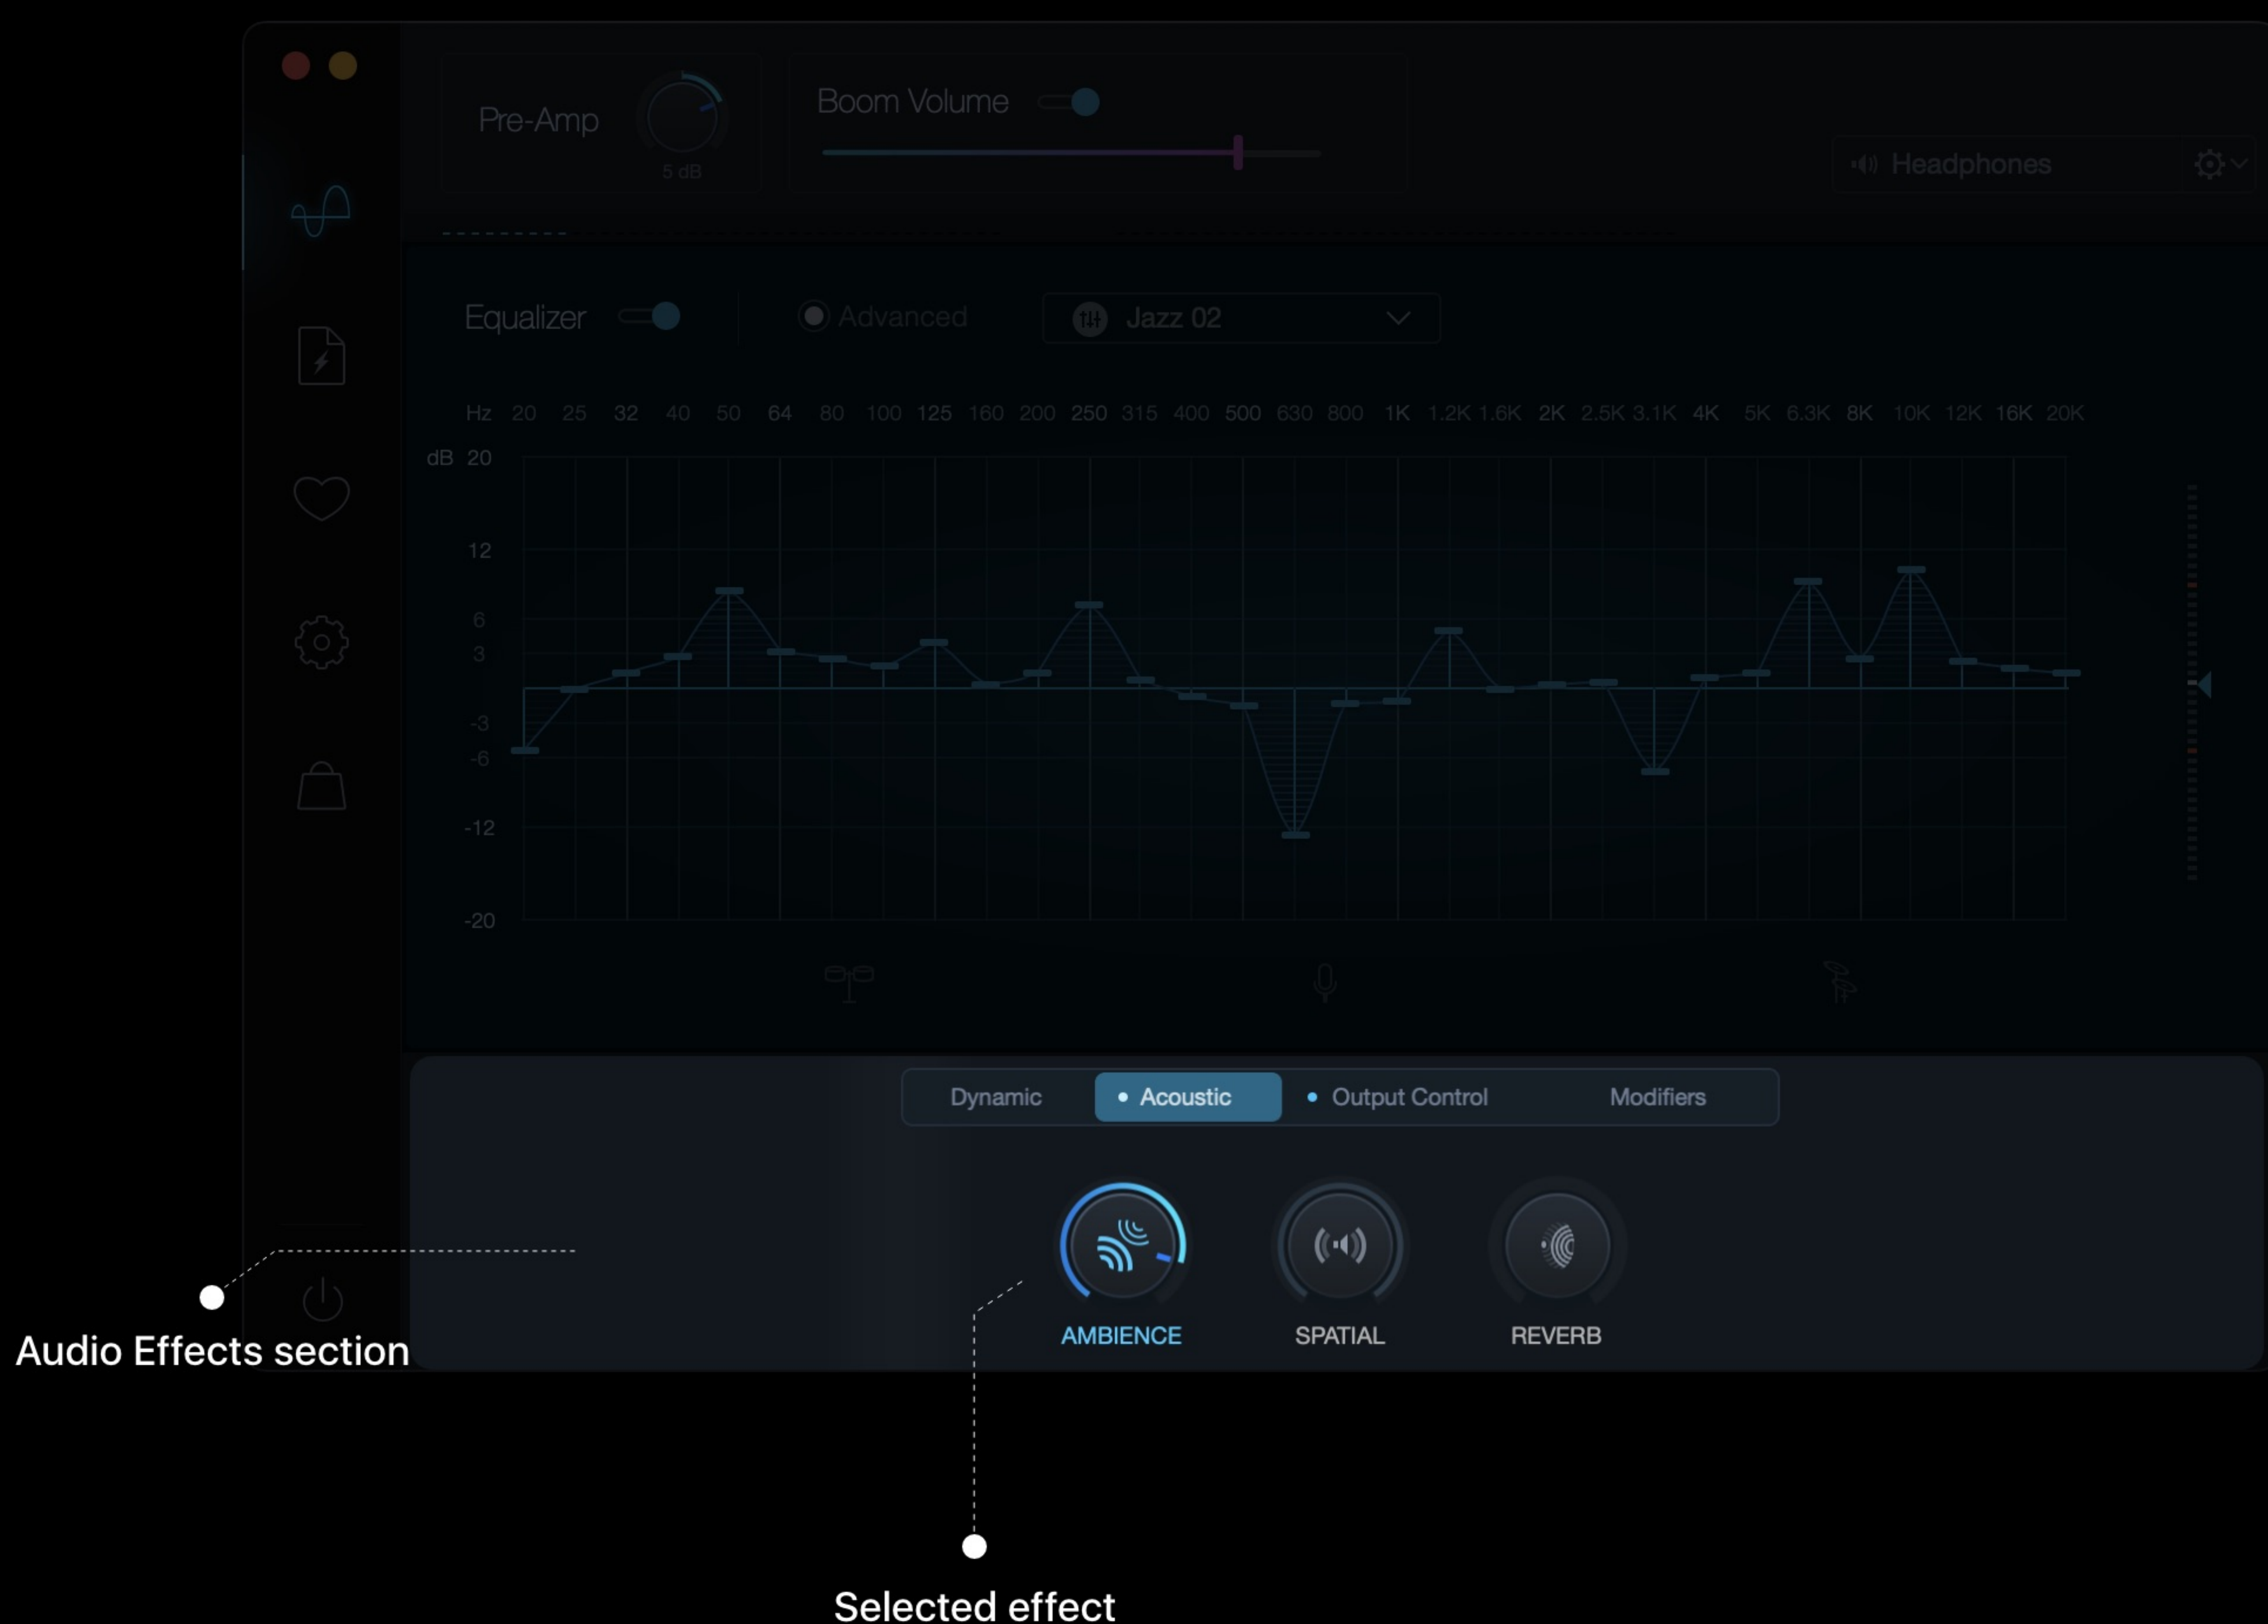 Boom Volume
Pre-Amp
5 dB
Headphones
Equalizer Advanced Jazz 02
Hz 20 25 32 40 50 64 80 100 125 160 200 250 315 400 500 630 800 1K 1.2K 1.6K 2K 2.5K 3.1K 4K 5K 6.3K 8K 10K 12K 16K 20K
dB 20
12
6
3
-3
-6
-12
-20
Dynamic Acoustic Output Control Modifiers
AMBIENCE SPATIAL REVERB
Audio Effects section
Selected effect